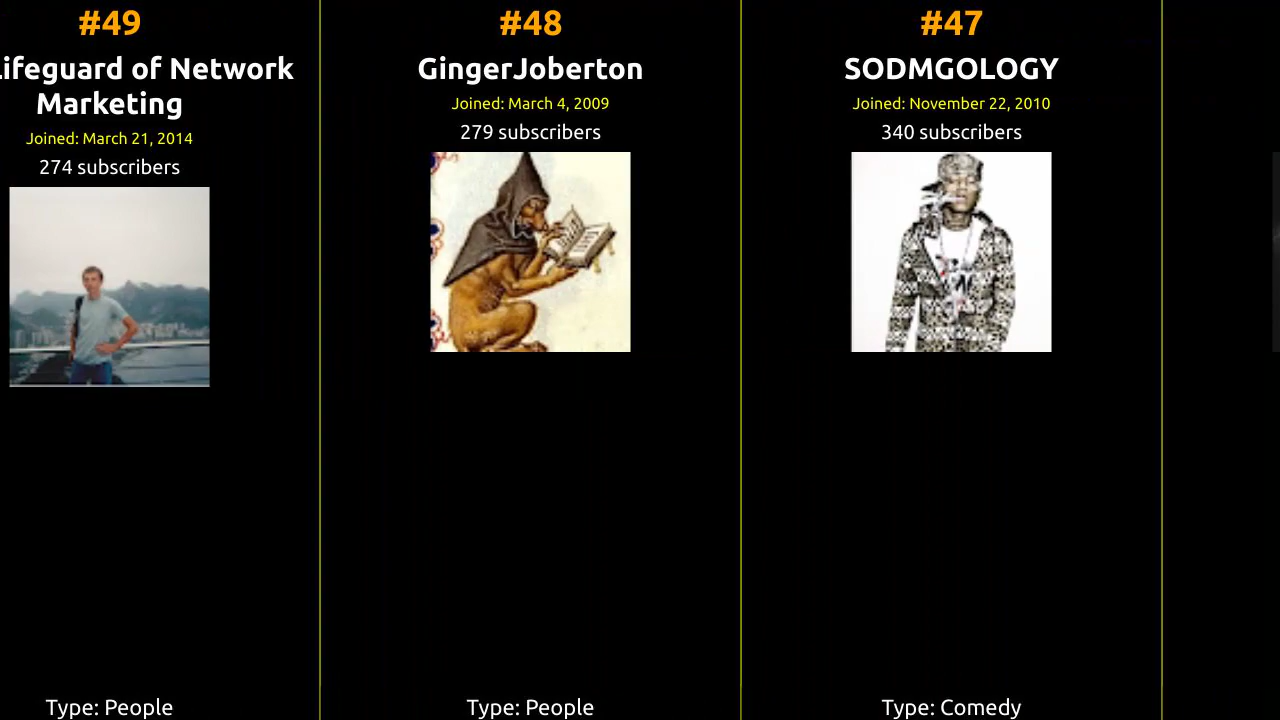 #49
ifeguard of Network
Marketing
Joined: March 21, 2014
274 subscribers
Type: People
#48
GingerJoberton
Joined: March 4, 2009
279 subscribers
Type: People
#47
SODMGOLOGY
Joined: November 22, 2010
340 subscribers
Type: Comedy